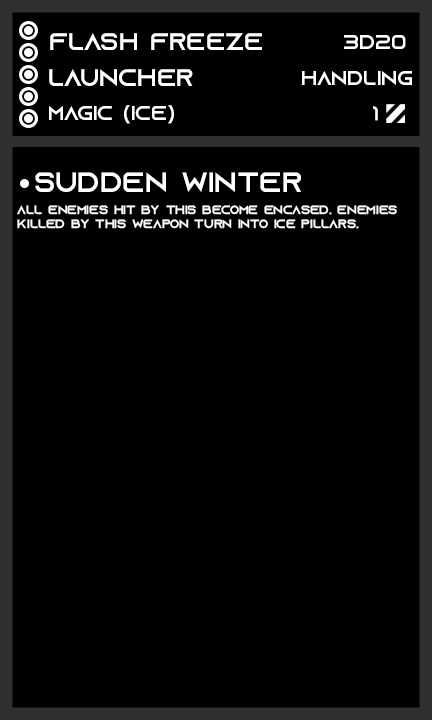 FLASH FREEZE 3D20
LAUNCHER HANDLING
MAGIC (ICE) 1
• SUDDEN WINTER
ALL ENEMIES HIT BY THIS BECOME ENCASED. ENEMIES
KILLED BY THIS WEAPON TURN INTO ICE PILLARS.